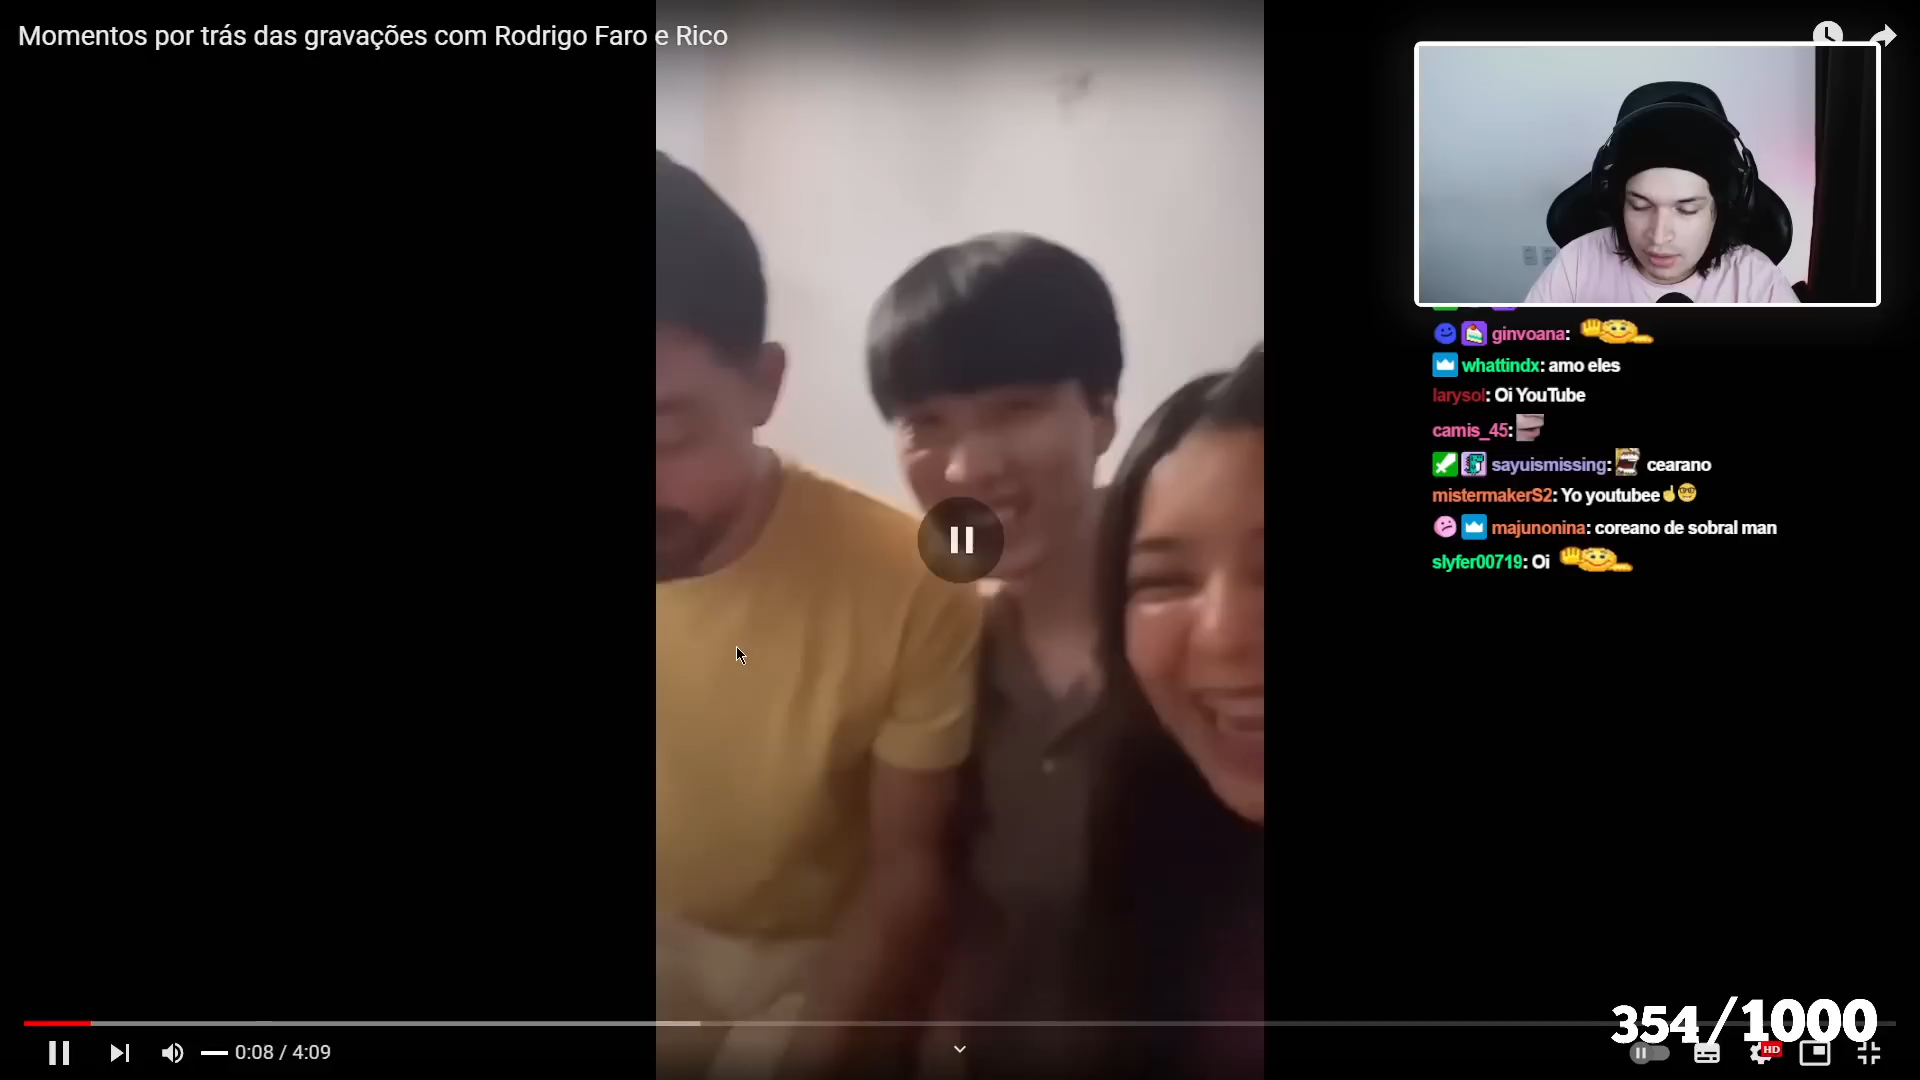 Momentos por trás das gravações com Rodrigo Faro e Rico
ginvoana:
whattindx: amo eles
larysol: Oi YouTube
camis_45:
sayuismissing: cearano
mistermakerS2: Yo youtubee
majunonina: coreano de sobral man
slyfer00719: Oi
354/1000
0:08 / 4:09
HD